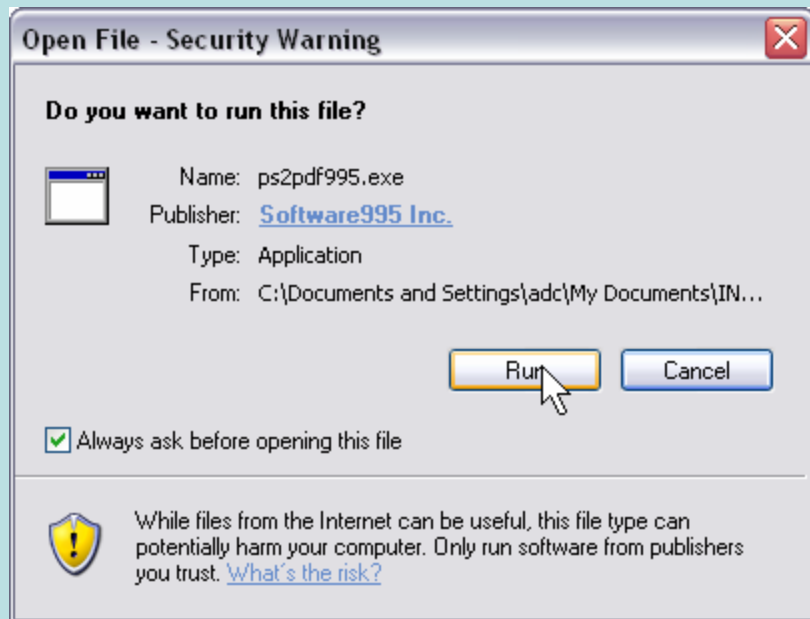 Open File - Security Warning
Do you want to run this file?
Name: ps2pdf995.exe
Publisher: Software995 Inc.
Type: Application
From: C:\Documents and Settings\adc\My Documents\IN...
Run Cancel
Always ask before opening this file
While files from the Internet can be useful, this file type can
potentially harm your computer. Only run software from publishers
you trust. What's the risk?